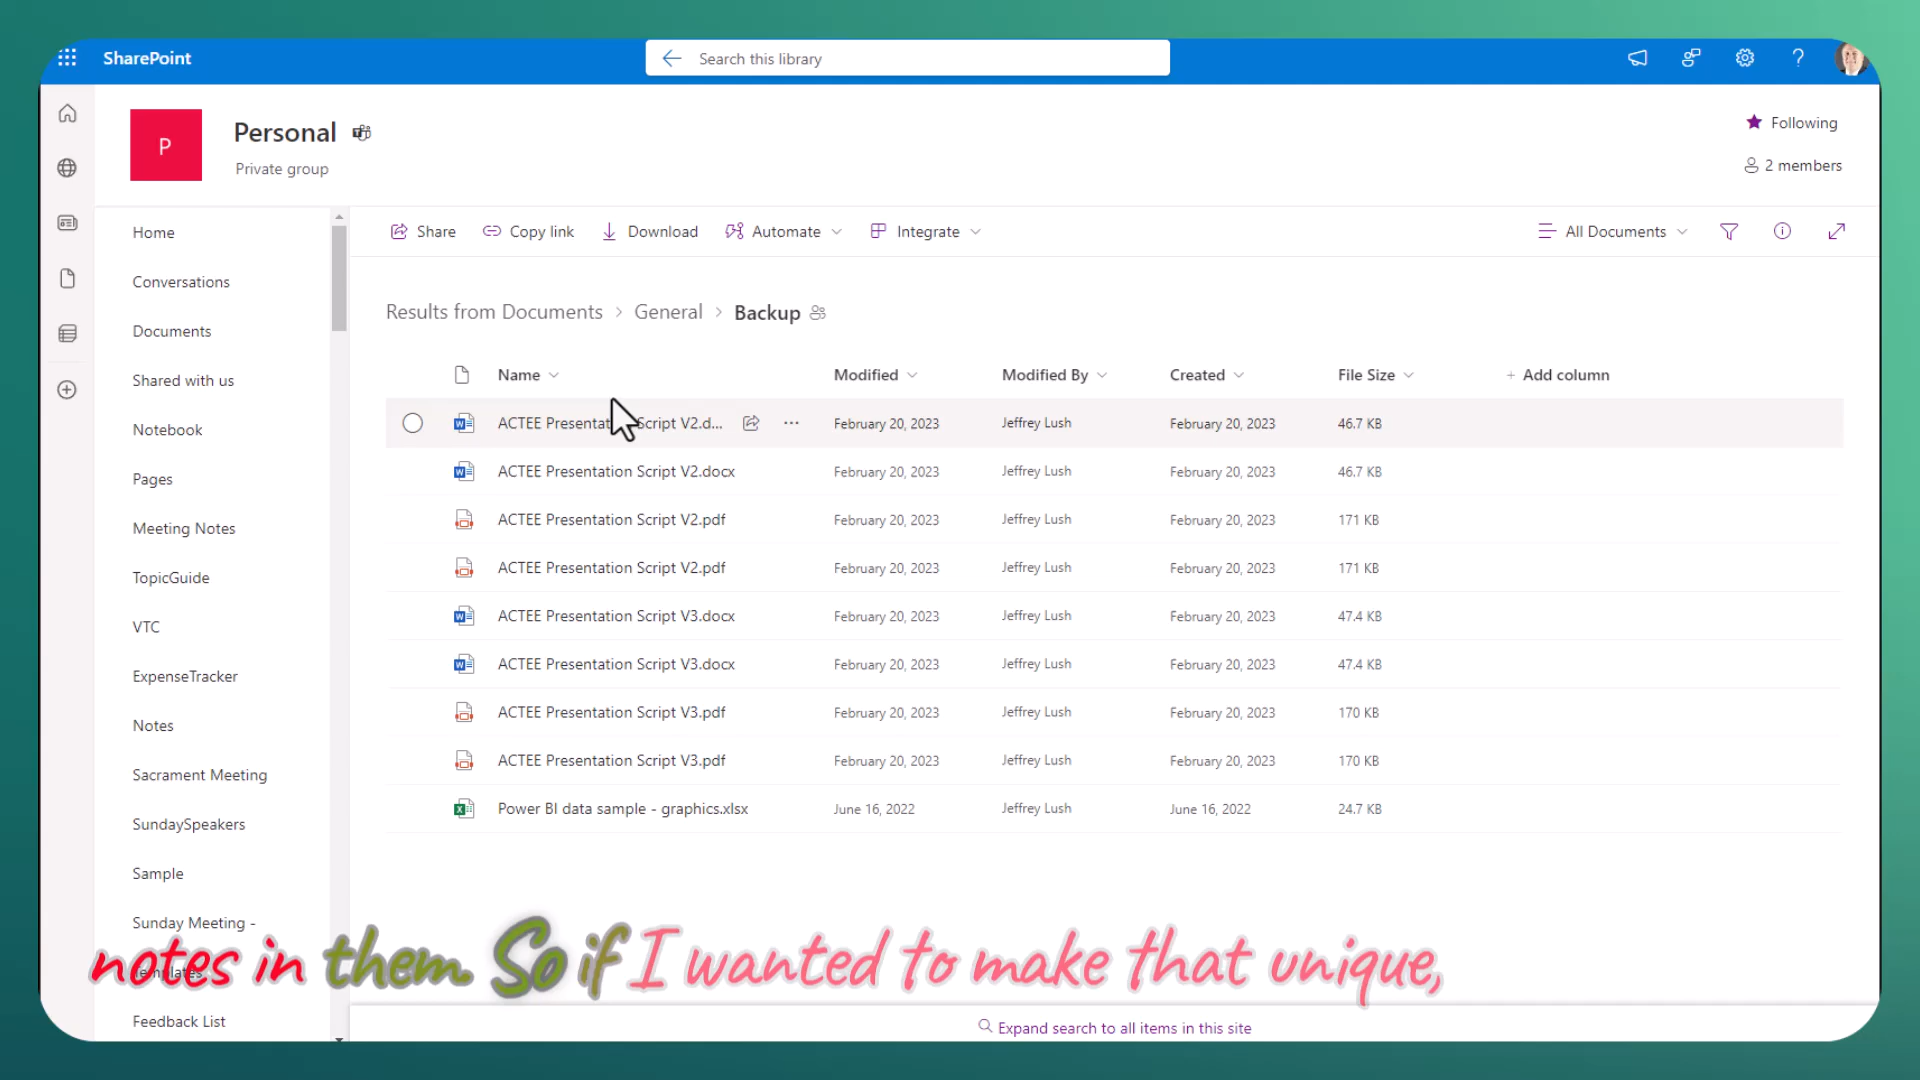 SharePoint
Search this library
P
Personal
Private group
Following
2 members
Home
Conversations
Documents
Shared with us
Notebook
Pages
Meeting Notes
TopicGuide
VTC
ExpenseTracker
Notes
Sacrament Meeting
SundaySpeakers
Sample
Sunday Meeting -
Templates
Feedback List
Share Copy link Download Automate Integrate All Documents
Results from Documents > General > Backup
Name Modified Modified By Created File Size + Add column
ACTEE Presentat Script V2.d... ... February 20, 2023 Jeffrey Lush February 20, 2023 46.7 KB
ACTEE Presentation Script V2.docx February 20, 2023 Jeffrey Lush February 20, 2023 46.7 KB
ACTEE Presentation Script V2.pdf February 20, 2023 Jeffrey Lush February 20, 2023 171 KB
ACTEE Presentation Script V2.pdf February 20, 2023 Jeffrey Lush February 20, 2023 171 KB
ACTEE Presentation Script V3.docx February 20, 2023 Jeffrey Lush February 20, 2023 47.4 KB
ACTEE Presentation Script V3.docx February 20, 2023 Jeffrey Lush February 20, 2023 47.4 KB
ACTEE Presentation Script V3.pdf February 20, 2023 Jeffrey Lush February 20, 2023 170 KB
ACTEE Presentation Script V3.pdf February 20, 2023 Jeffrey Lush February 20, 2023 170 KB
Power BI data sample - graphics.xlsx June 16, 2022 Jeffrey Lush June 16, 2022 24.7 KB
notes in them So if I wanted to make that unique,
Expand search to all items in this site